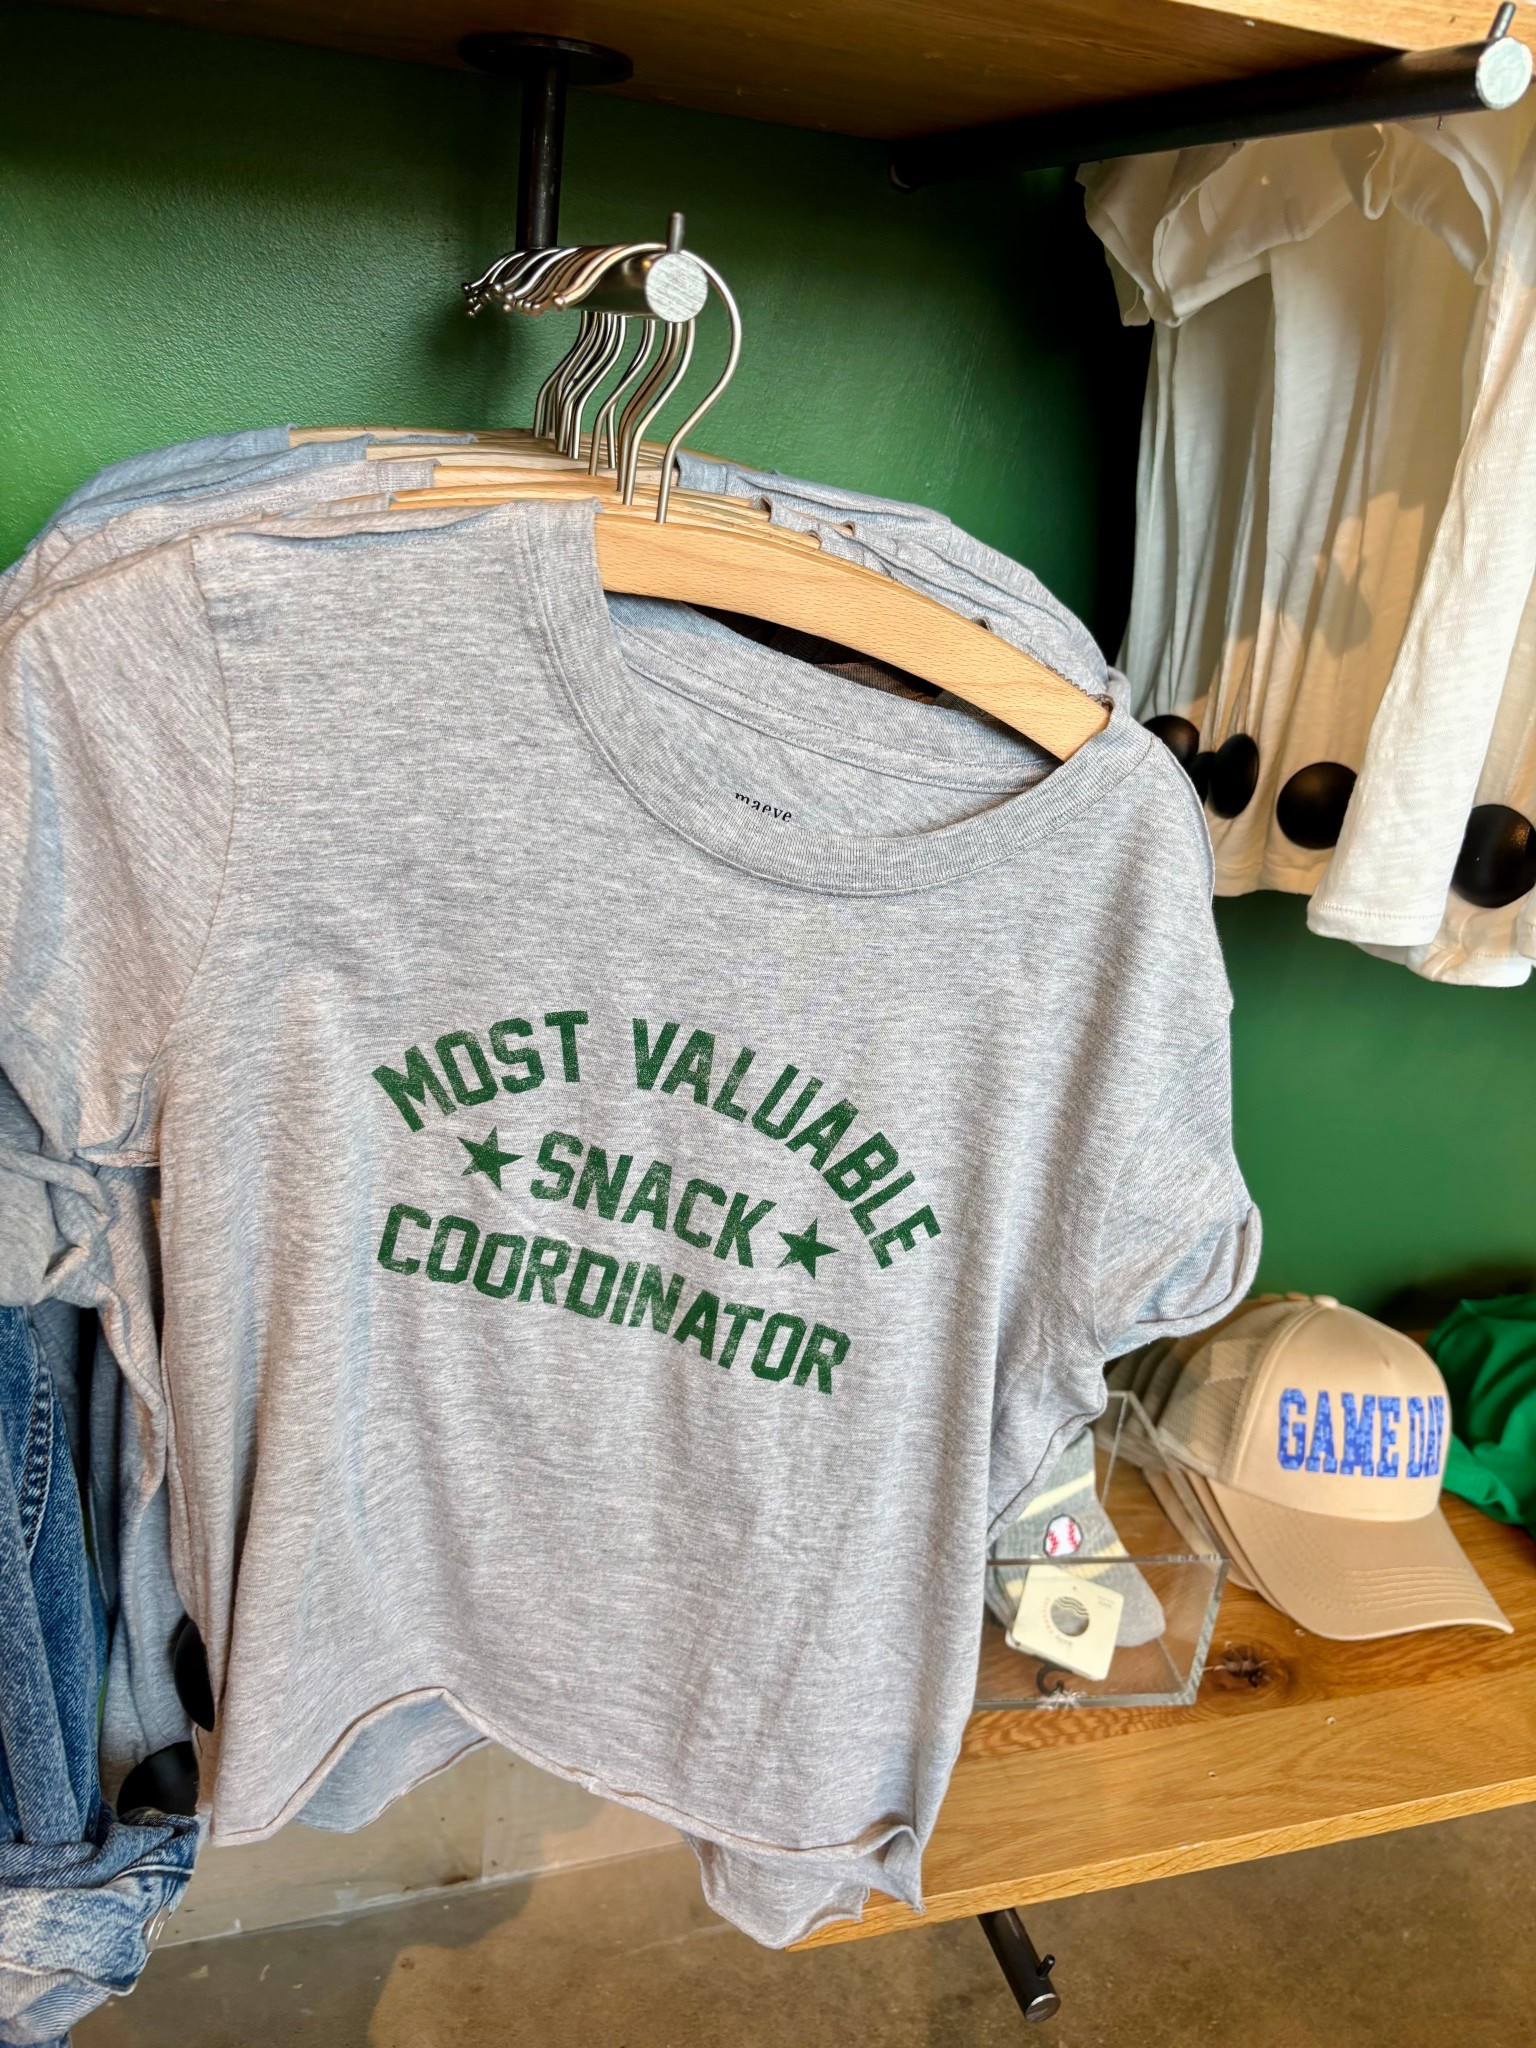 maeve
MOST VALUABLE
SNACK
COORDINATOR
GAME DAY